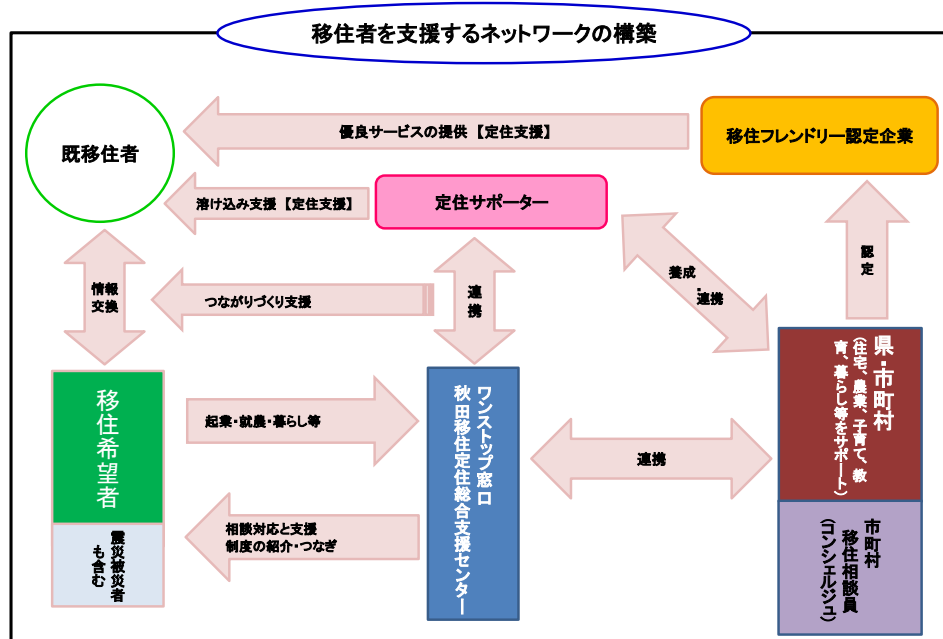 移住者を支援するネットワークの構築
既移住者
優良サービスの提供 【定住支援】
移住フレンドリー認定企業
溶け込み支援 【定住支援】
定住サポーター
情報
交換
つながりづくり支援
連携
養成
・連携
認定
移住希望者
震災被災者
も含む
起業・就農・暮らし等
相談対応と支援
制度の紹介・つなぎ
ワンストップ窓口
秋田移住定住総合支援センター
連携
県・市町村
(住宅、農業、子育て、教
育、暮らし等をサポート)
市町村
移住相談員
(コンシェルジュ)